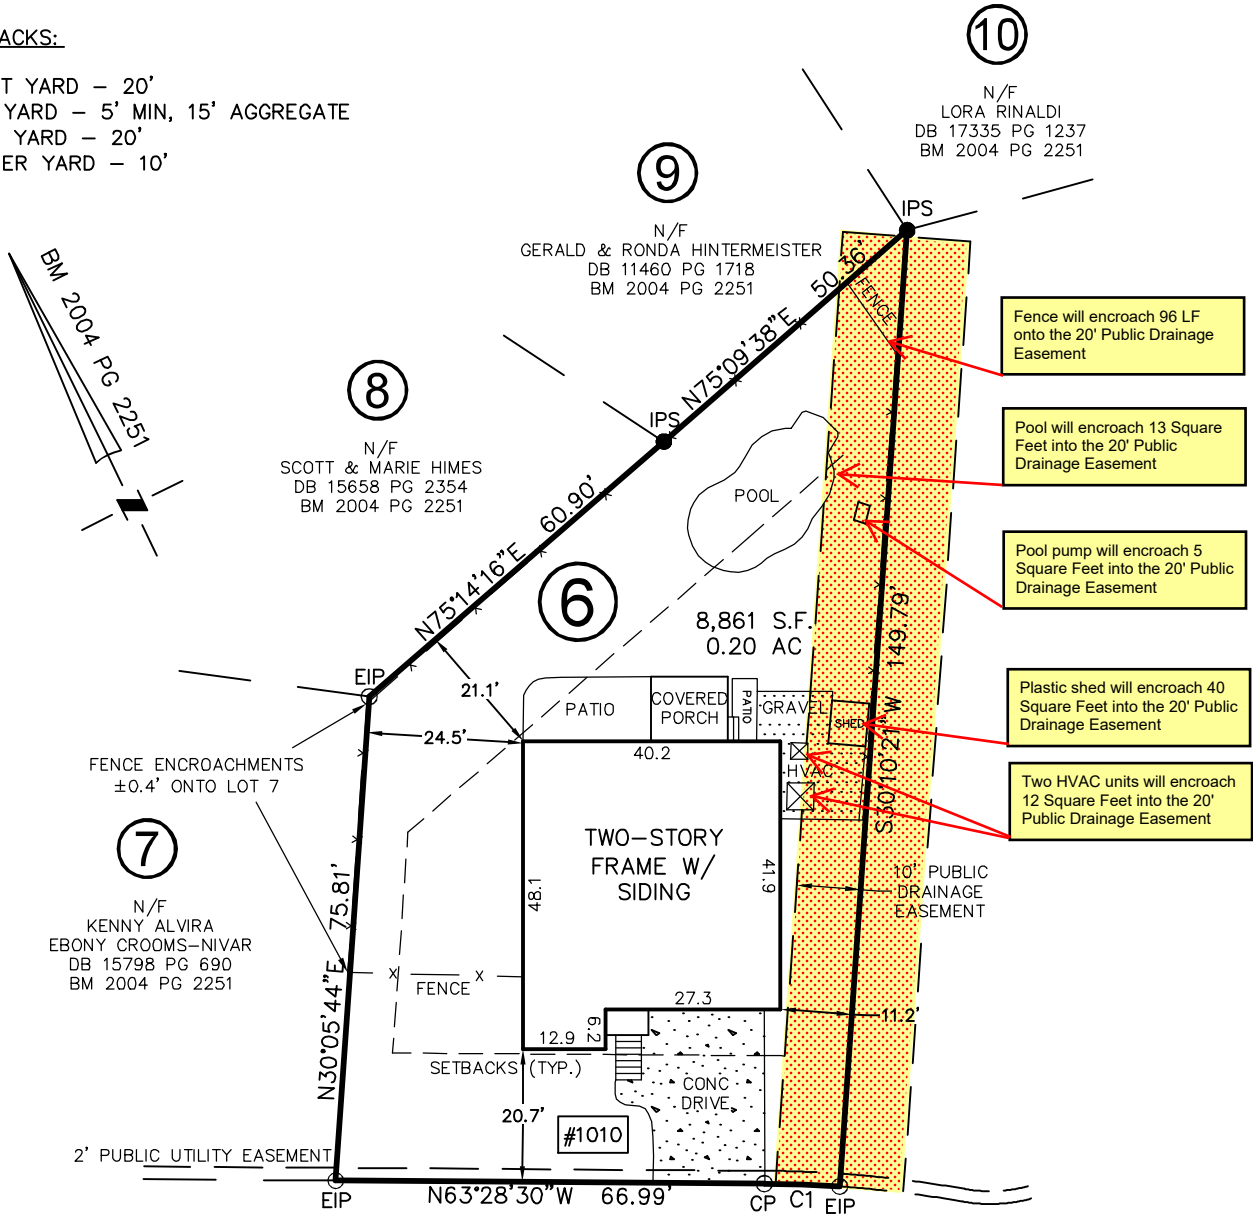 ACKS:
T YARD – 20'
YARD – 5' MIN, 15' AGGREGATE
YARD – 20'
ER YARD – 10'
10
N/F
LORA RINALDI
DB 17335 PG 1237
BM 2004 PG 2251
9
N/F
GERALD & RONDA HINTERMEISTER
DB 11460 PG 1718
BM 2004 PG 2251
IPS
BM 2004 PG 2251
8
N/F
SCOTT & MARIE HIMES
DB 15658 PG 2354
BM 2004 PG 2251
IPS
N75°09'38"E 50.36'
FENCE
Fence will encroach 96 LF
onto the 20' Public Drainage
Easement
Pool will encroach 13 Square
Feet into the 20' Public
Drainage Easement
POOL
Pool pump will encroach 5
Square Feet into the 20' Public
Drainage Easement
N75°14'16"E 60.90'
6
8,861 S.F.
0.20 AC
S30°10'21"W 149.79'
EIP
21.1'
24.5'
PATIO
COVERED
PORCH
PATIO
GRAVEL
SHED
HVAC
Plastic shed will encroach 40
Square Feet into the 20' Public
Drainage Easement
Two HVAC units will encroach
12 Square Feet into the 20'
Public Drainage Easement
40.2
FENCE ENCROACHMENTS
±0.4' ONTO LOT 7
7
N/F
KENNY ALVIRA
EBONY CROOMS–NIVAR
DB 15798 PG 690
BM 2004 PG 2251
N30°05'44"E 75.81'
TWO–STORY
FRAME W/
SIDING
48.1
41.9
10' PUBLIC
DRAINAGE
EASEMENT
FENCE
27.3
11.2'
12.9
6.2
SETBACKS (TYP.)
CONC
DRIVE
20.7'
#1010
2' PUBLIC UTILITY EASEMENT
EIP
N63°28'30"W 66.99'
CP
C1
EIP